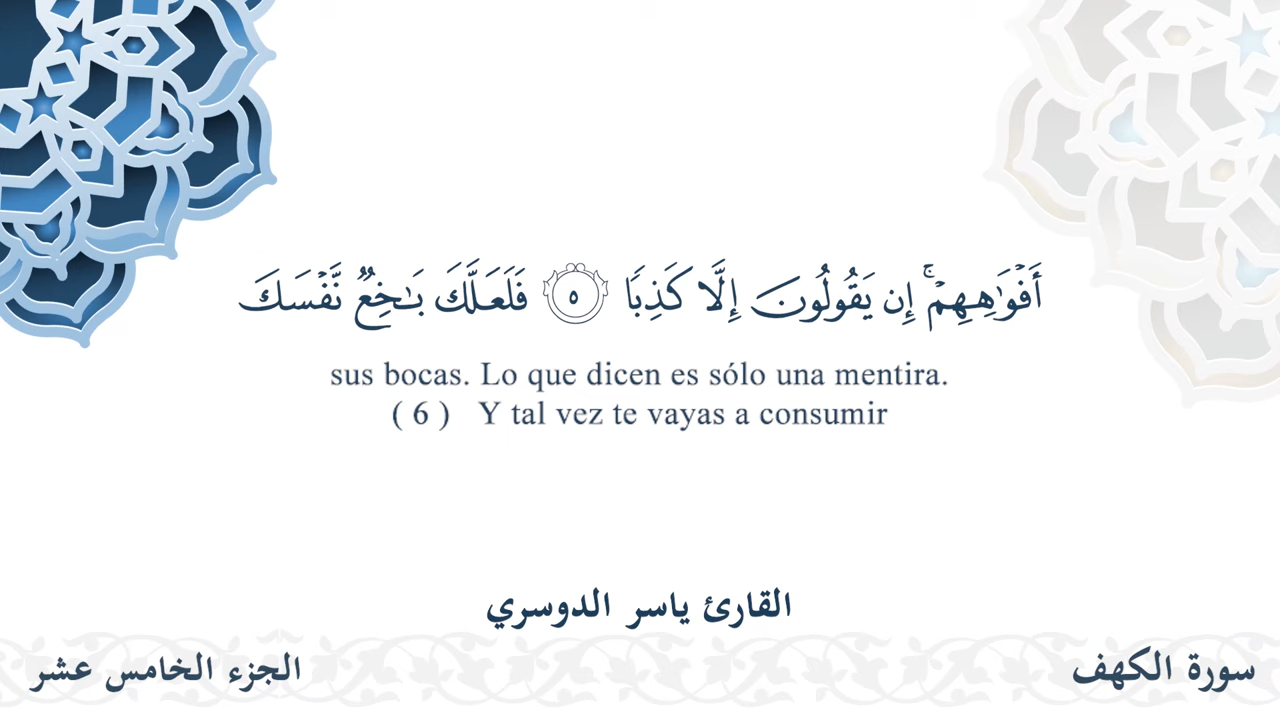 أَفۡوَٰهِهِمۡۚ إِن يَقُولُونَ إِلَّا كَذِبٗا ٥ فَلَعَلَّكَ بَٰخِعٞ نَّفۡسَكَ
sus bocas. Lo que dicen es sólo una mentira.
( 6 ) Y tal vez te vayas a consumir
القارئ ياسر الدوسري
سورة الكهف
الجزء الخامس عشر